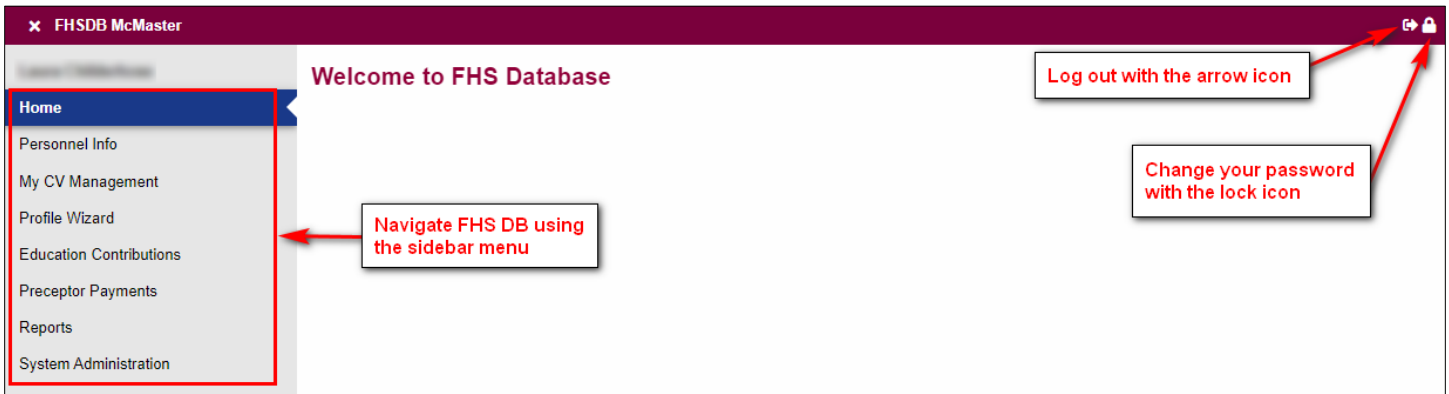 FHSDB McMaster
Welcome to FHS Database
Log out with the arrow icon
Home
Personnel Info
My CV Management
Profile Wizard
Education Contributions
Preceptor Payments
Reports
System Administration
Navigate FHS DB using
the sidebar menu
Change your password
with the lock icon